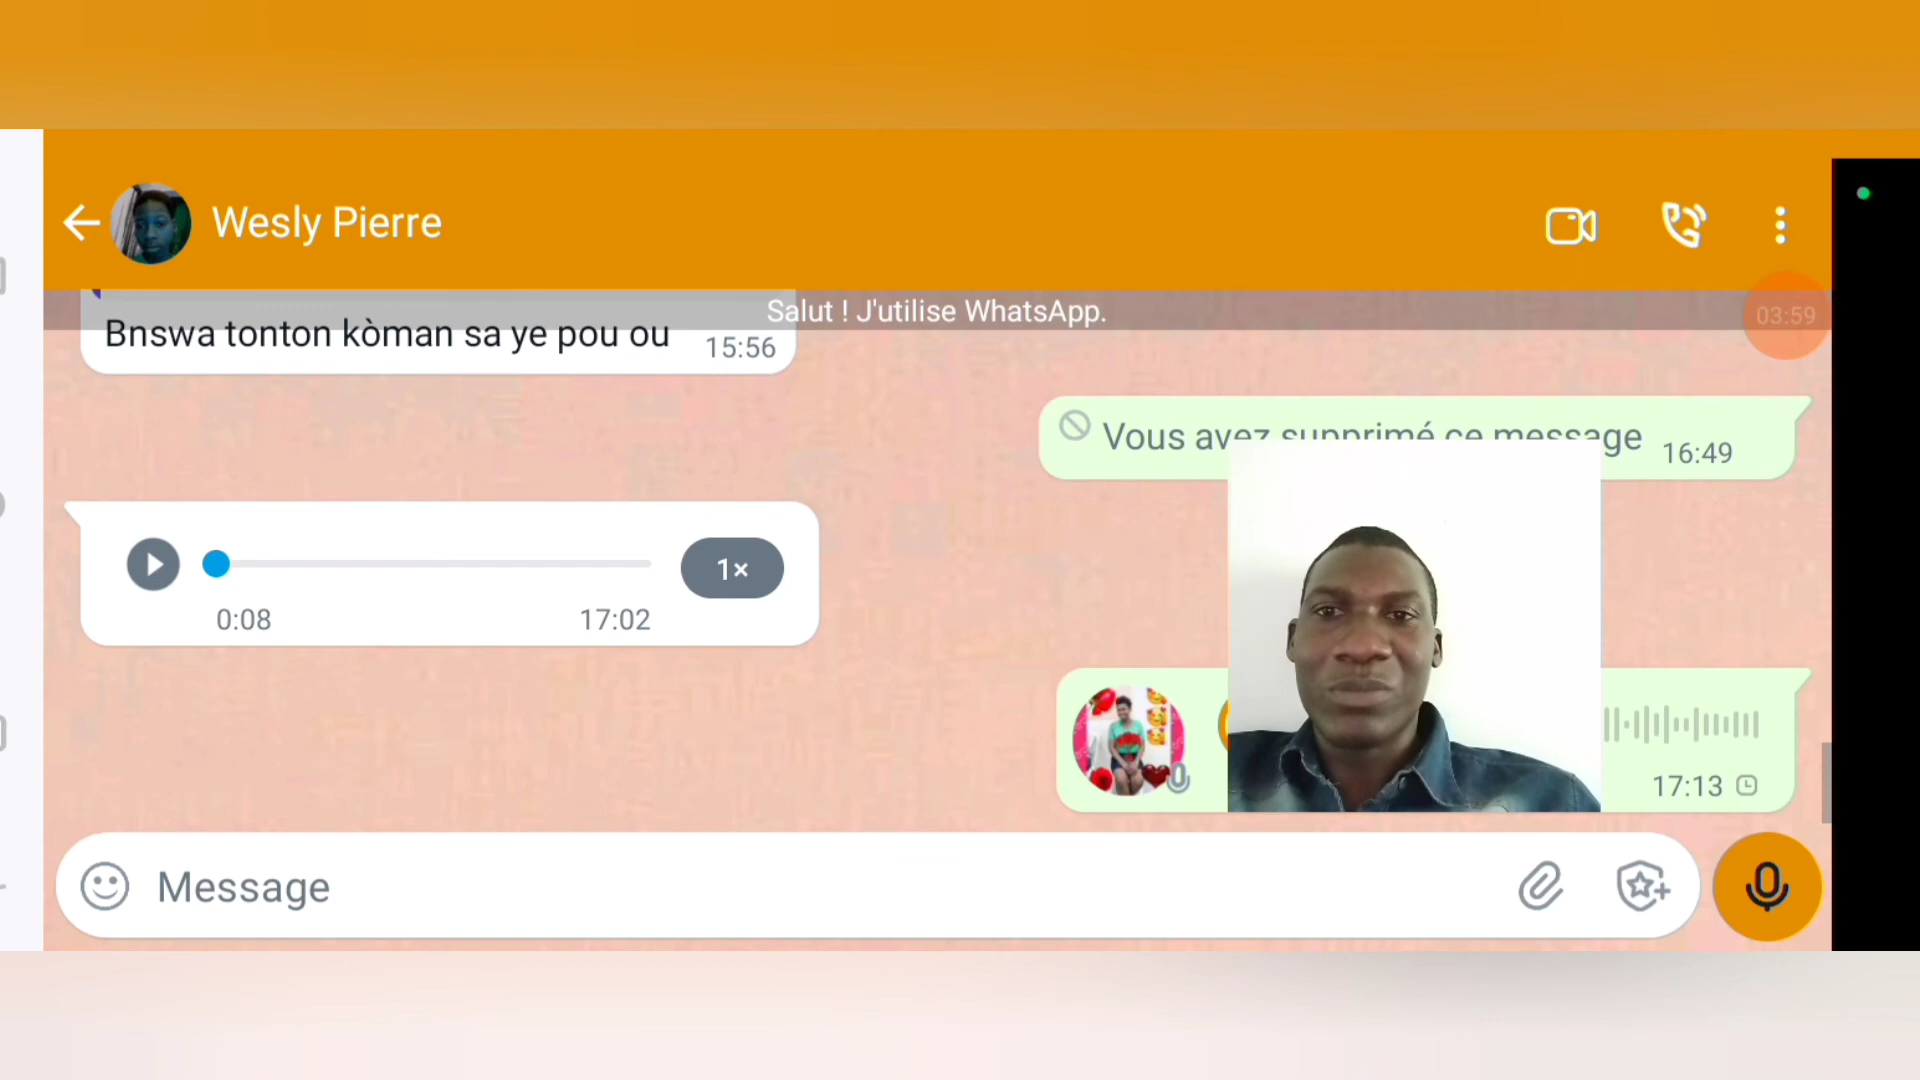 Wesly Pierre
Salut ! J'utilise WhatsApp.
03:59
Bnswa tonton kòman sa ye pou ou
15:56
Vous avez supprimé ce message
16:49
1×
0:08
17:02
17:13
Message